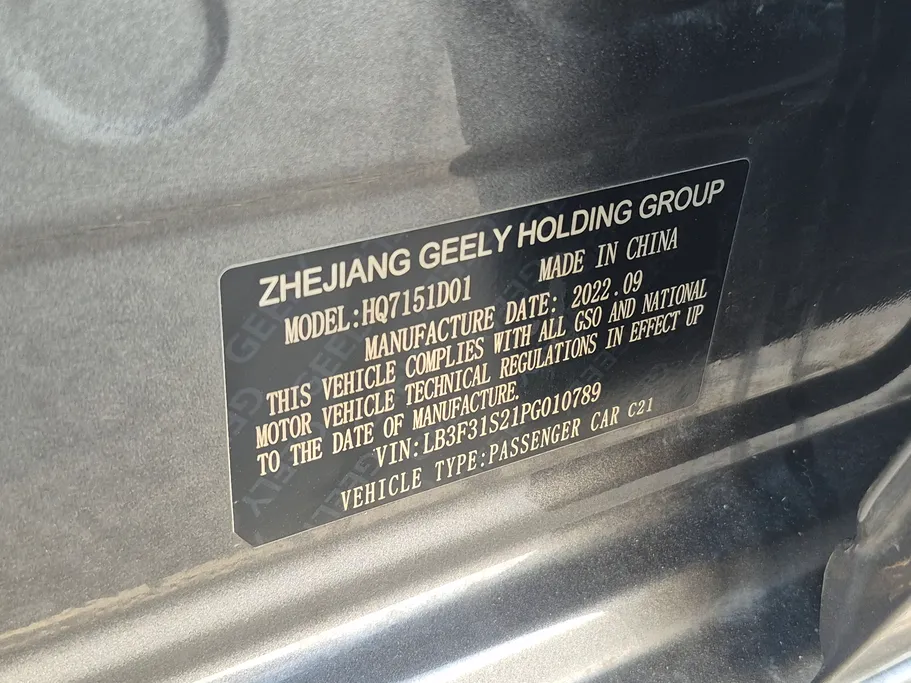 ZHEJIANG GEELY HOLDING GROUP
MODEL:HQ7151D01 MADE IN CHINA
MANUFACTURE DATE: 2022.09
THIS VEHICLE COMPLIES WITH ALL GSO AND NATIONAL
MOTOR VEHICLE TECHNICAL REGULATIONS IN EFFECT UP
TO THE DATE OF MANUFACTURE.
VIN:LB3F31S21PG010789
VEHICLE TYPE:PASSENGER CAR C21